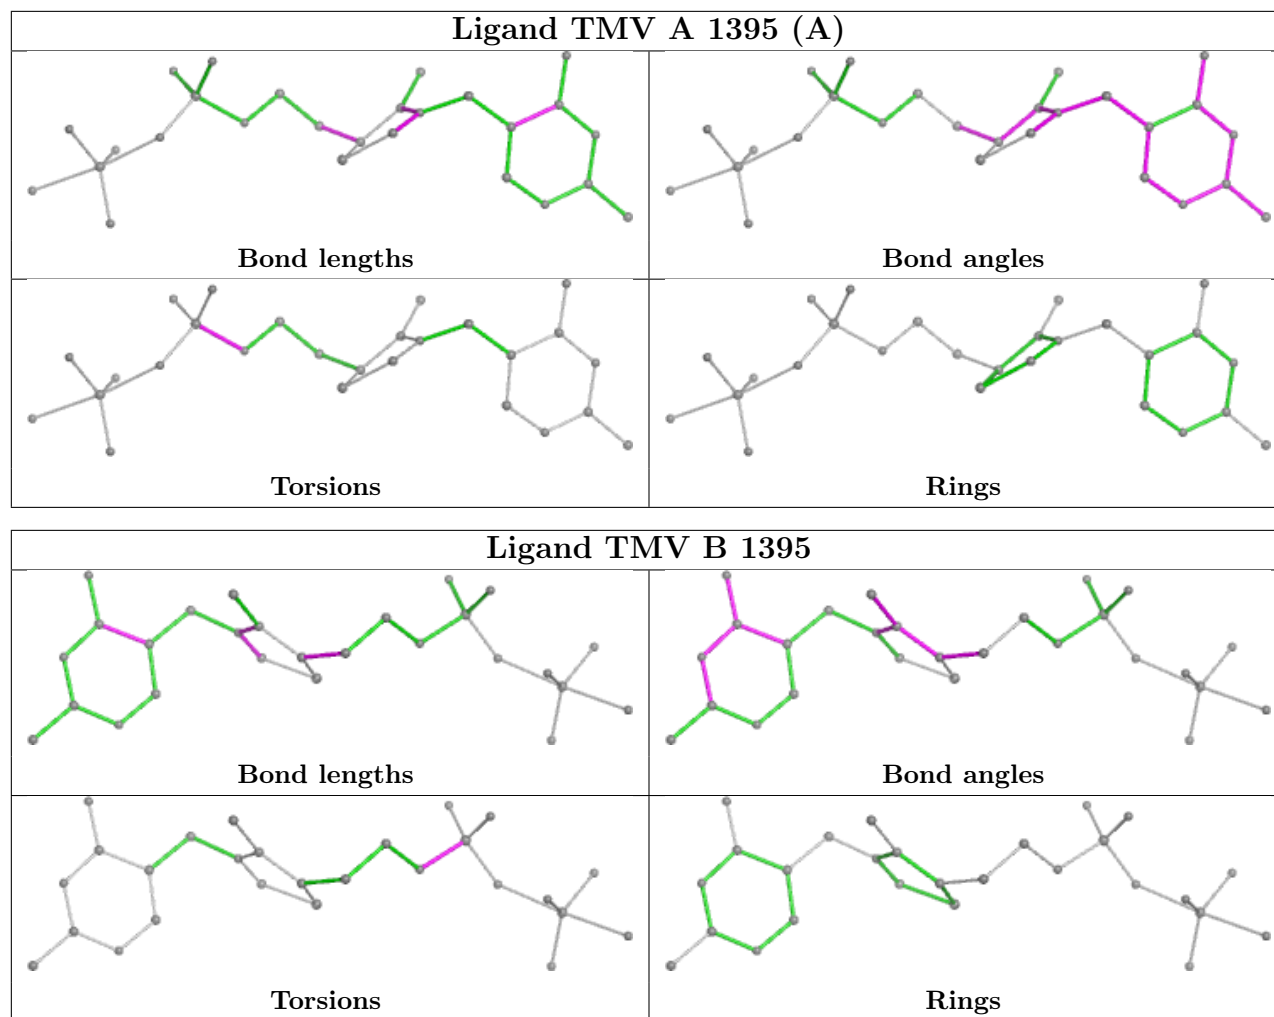 Ligand TMV A 1395 (A)
Bond lengths
Bond angles
Torsions
Rings
Ligand TMV B 1395
Bond lengths
Bond angles
Torsions
Rings